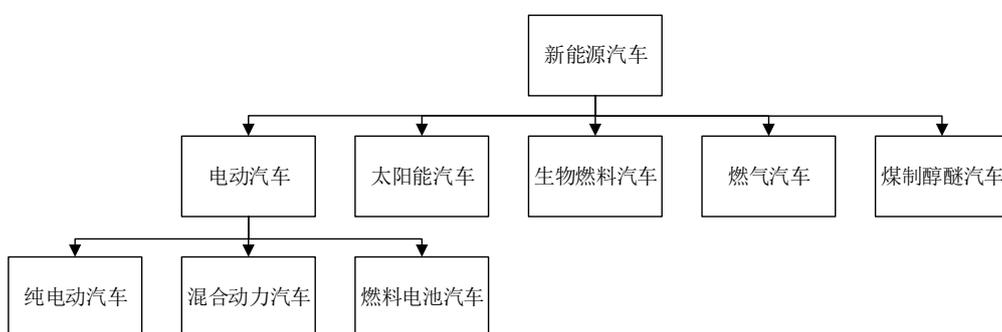 新能源汽车
电动汽车
太阳能汽车
生物燃料汽车
燃气汽车
煤制醇醚汽车
纯电动汽车
混合动力汽车
燃料电池汽车